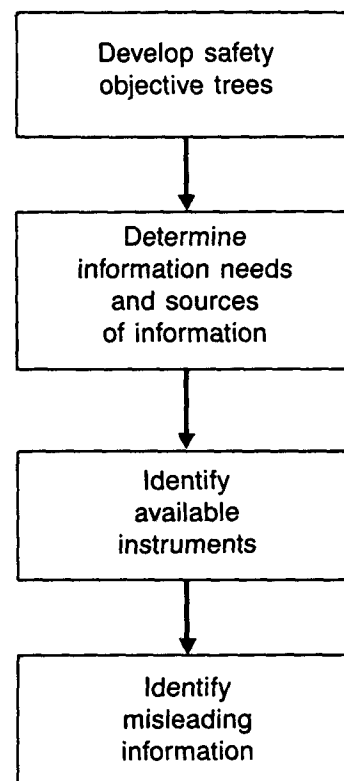 Develop safety
objective trees
Determine
information needs
and sources
of information
Identify
available
instruments
Identify
misleading
information